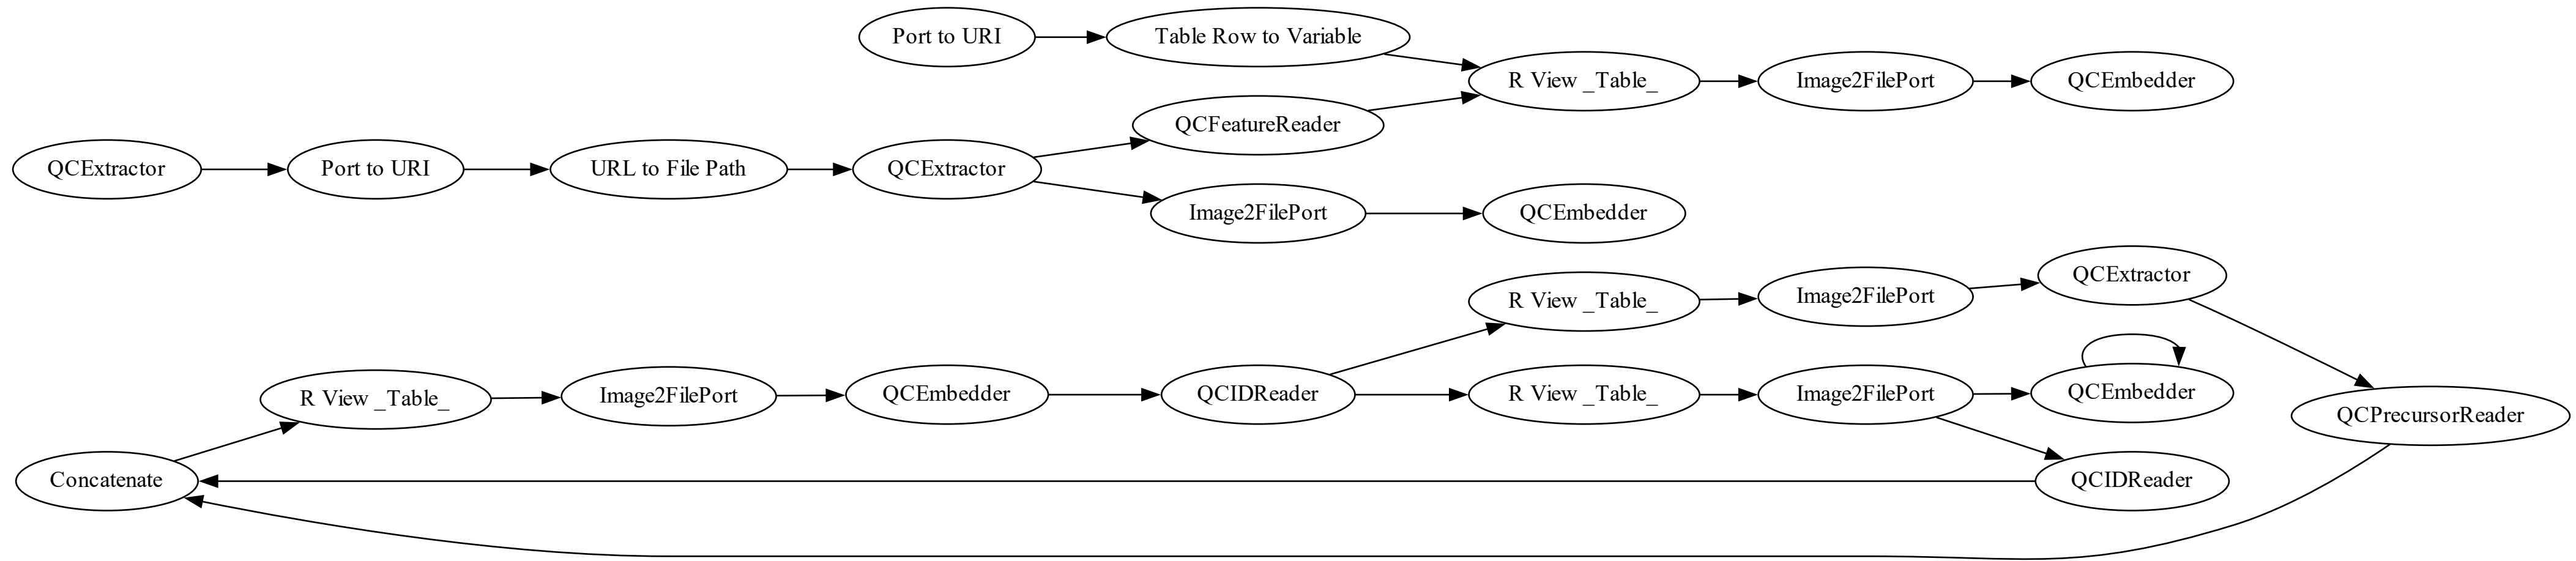 Port to URI
Table Row to Variable
R View _Table_
Image2FilePort
QCEmbedder
QCFeatureReader
QCExtractor
Port to URI
URL to File Path
QCExtractor
Image2FilePort
QCEmbedder
R View _Table_
Image2FilePort
QCExtractor
R View _Table_
Image2FilePort
QCEmbedder
QCIDReader
R View _Table_
Image2FilePort
QCEmbedder
QCPrecursorReader
Concatenate
QCIDReader